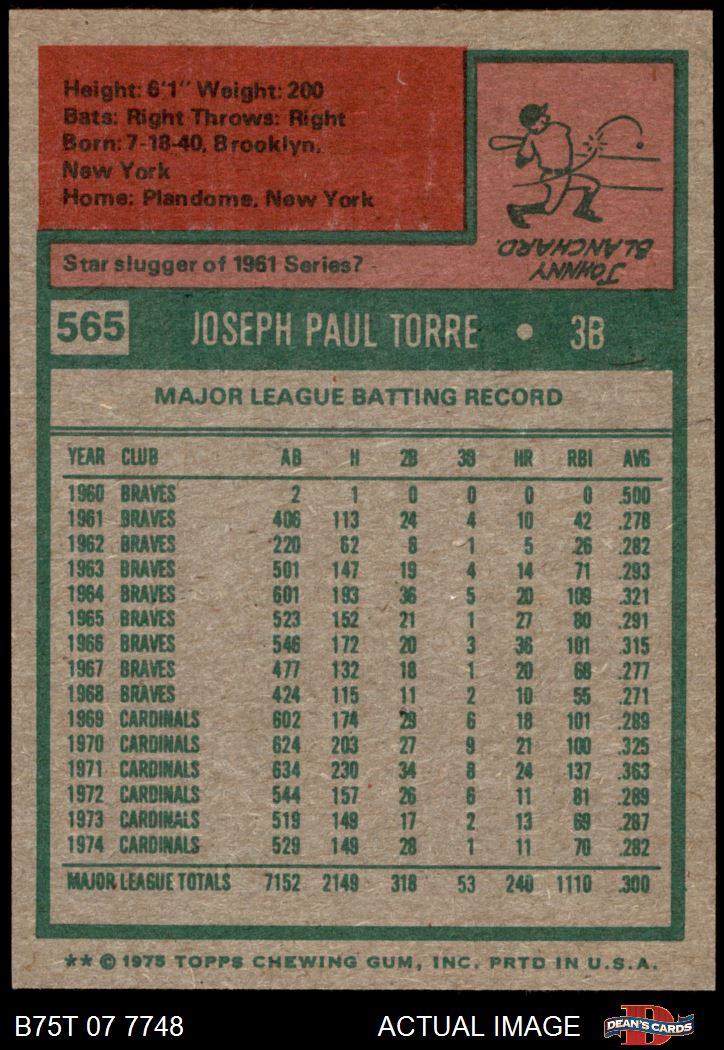 Height: 6'1" Weight: 200
Bats: Right Throws: Right
Born: 7-18-40, Brooklyn,
New York
Home: Plandome, New York
Star slugger of 1961 Series?
JOHNNY
BLANCHARD.
565 JOSEPH PAUL TORRE • 3B
MAJOR LEAGUE BATTING RECORD
YEAR CLUB AB H 2B 3B HR RBI AVG
1960 BRAVES 2 1 0 0 0 0 .500
1961 BRAVES 406 113 24 4 10 42 .278
1962 BRAVES 220 62 8 1 5 26 .282
1963 BRAVES 501 147 19 4 14 71 .293
1964 BRAVES 601 193 36 5 20 109 .321
1965 BRAVES 523 152 21 1 27 80 .291
1966 BRAVES 546 172 20 3 36 101 .315
1967 BRAVES 477 132 18 1 20 68 .277
1968 BRAVES 424 115 11 2 10 55 .271
1969 CARDINALS 602 174 29 6 18 101 .289
1970 CARDINALS 624 203 27 9 21 100 .325
1971 CARDINALS 634 230 34 8 24 137 .363
1972 CARDINALS 544 157 26 6 11 81 .289
1973 CARDINALS 519 149 17 2 13 69 .287
1974 CARDINALS 529 149 28 1 11 70 .282
MAJOR LEAGUE TOTALS 7152 2149 318 53 240 1110 .300
** © 1975 TOPPS CHEWING GUM, INC. PRTD IN U.S.A.
B75T 07 7748 ACTUAL IMAGE D DEAN'S CARDS